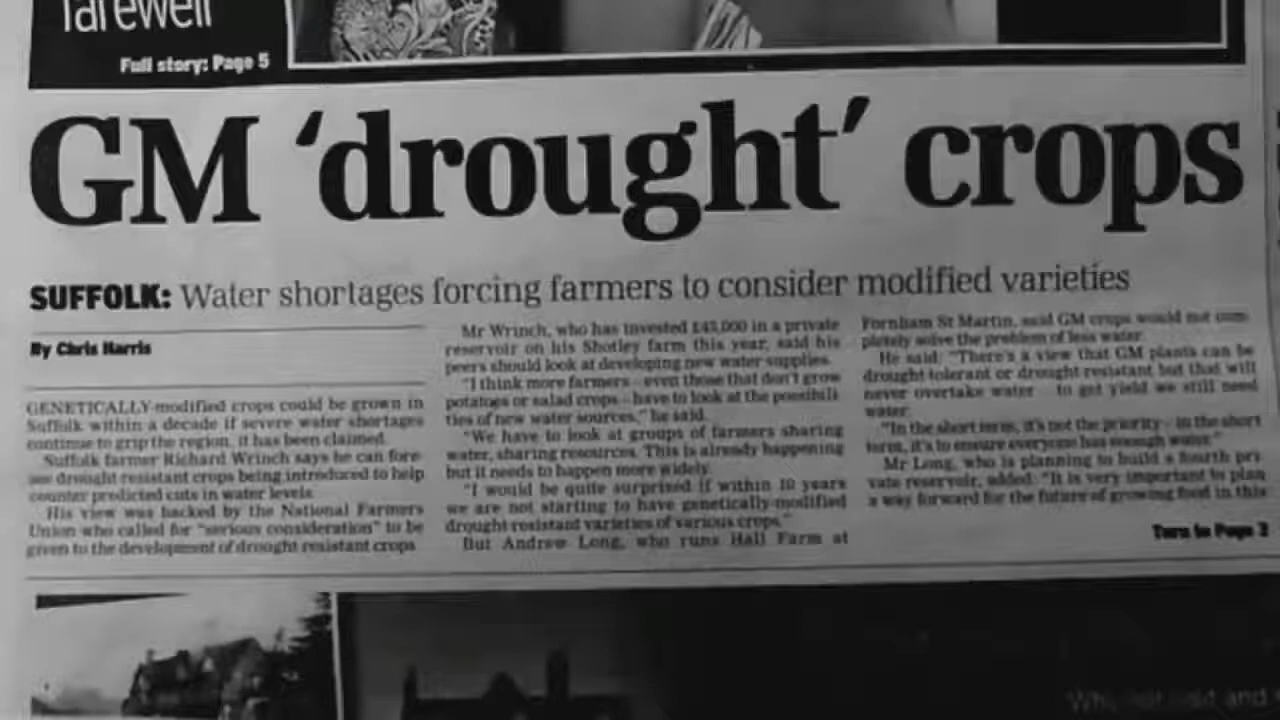 farewell
Full story: Page 5
GM 'drought' crops
SUFFOLK: Water shortages forcing farmers to consider modified varieties
By Chris Harris
GENETICALLY-modified crops could be grown in
Suffolk within a decade if severe water shortages
continue to grip the region, it has been claimed.
Suffolk farmer Richard Wrinch says he can fore-
see drought resistant crops being introduced to help
counter predicted cuts in water levels.
His view was backed by the National Farmers
Union who called for "serious consideration" to be
given to the development of drought resistant crops
Mr Wrinch, who has invested £43,000 in a private
reservoir on his Shotley farm this year, said his
peers should look at developing new water supplies.
"I think more farmers - even those that don't grow
potatoes or salad crops - have to look at the possibili-
ties of new water sources," he said.
"We have to look at groups of farmers sharing
water, sharing resources. This is already happening
but it needs to happen more widely.
"I would be quite surprised if within 10 years
we are not starting to have genetically-modified
drought-resistant varieties of various crops."
But Andrew Long, who runs Hall Farm at
Fornham St Martin, said GM crops would not com-
pletely solve the problem of less water.
He said: "There's a view that GM plants can be
drought tolerant or drought resistant but that will
never overtake water - to get yield we still need
water.
"In the short term, it's not the priority - in the short
term, it's to ensure everyone has enough water."
Mr Long, who is planning to build a fourth pri-
vate reservoir, added: "It is very important to plan
a way forward for the future of growing food in this
Turn to Page 2
and